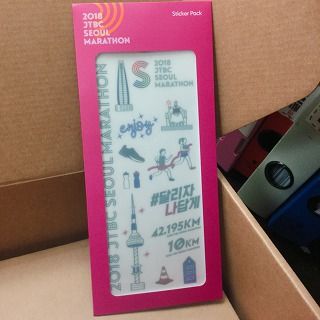 2018
JTBC
SEOUL
MARATHON
Sticker Pack
2018 JTBC SEOUL MARATHON
S
2018
JTBC
SEOUL
MARATHON
enjoy
#달리자
나답게
42.195KM
10KM